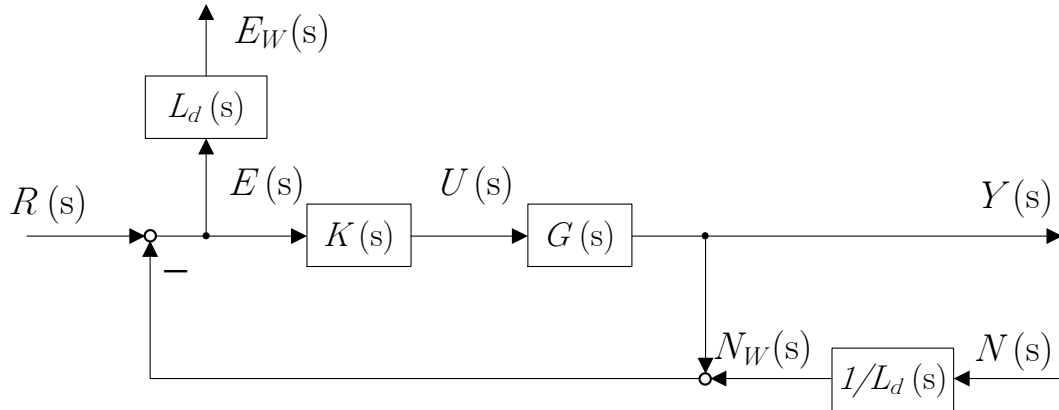 E_W(s)
L_d(s)
R(s)
E(s)
K(s)
U(s)
G(s)
Y(s)
−
N_W(s)
1/L_d(s)
N(s)